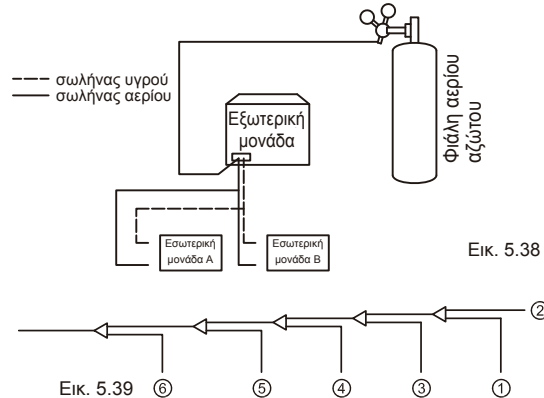 σωλήνας υγρού
σωλήνας αερίου
Εξωτερική
μονάδα
Φιάλη αερίου
αζώτου
Εσωτερική
μονάδα Α
Εσωτερική
μονάδα Β
Εικ. 5.38
②
Εικ. 5.39
⑥
⑤
④
③
①